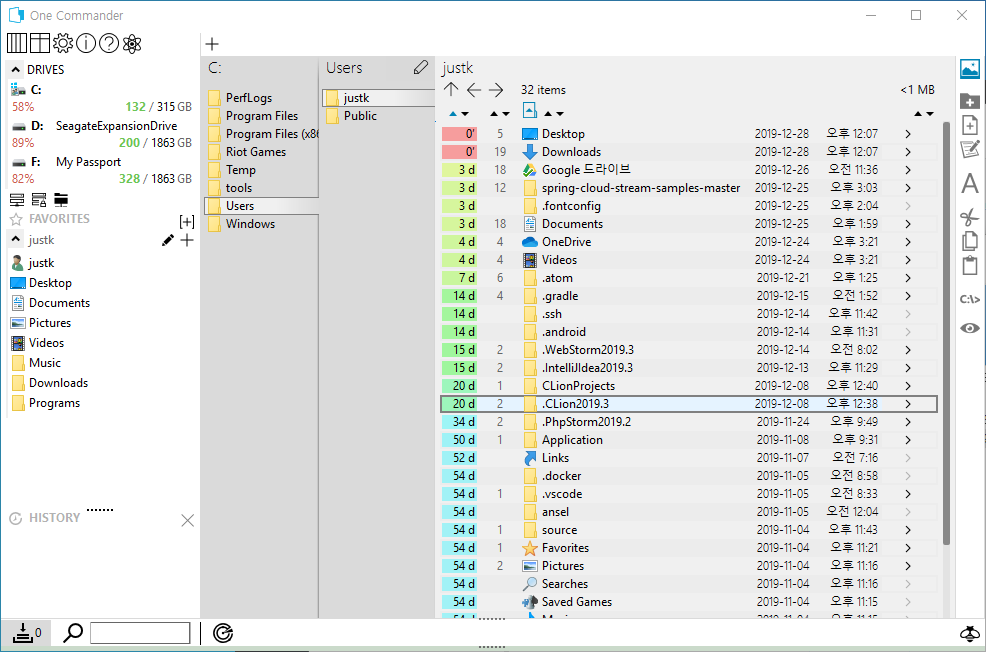 One Commander
DRIVES
C:
58% 132 / 315 GB
D: SeagateExpansionDrive
89% 200 / 1863 GB
F: My Passport
82% 328 / 1863 GB
FAVORITES [+]
justk
justk
Desktop
Documents
Pictures
Videos
Music
Downloads
Programs
HISTORY
0
C:
PerfLogs
Program Files
Program Files (x86
Riot Games
Temp
tools
Users
Windows
Users
justk
Public
justk
32 items <1 MB
0' 5 Desktop 2019-12-28 오후 12:07
0' 19 Downloads 2019-12-28 오후 12:07
3 d 18 Google 드라이브 2019-12-26 오전 11:36
3 d 12 spring-cloud-stream-samples-master 2019-12-25 오후 3:03
3 d .fontconfig 2019-12-25 오후 2:04
3 d 18 Documents 2019-12-25 오후 1:59
4 d 4 OneDrive 2019-12-24 오후 3:21
4 d 4 Videos 2019-12-24 오후 3:21
7 d 6 .atom 2019-12-21 오후 1:25
14 d 4 .gradle 2019-12-15 오전 1:52
14 d .ssh 2019-12-14 오후 11:42
14 d .android 2019-12-14 오후 11:31
15 d 2 .WebStorm2019.3 2019-12-14 오전 8:02
15 d 2 .IntelliJIdea2019.3 2019-12-13 오후 11:29
20 d 1 CLionProjects 2019-12-08 오후 12:40
20 d 2 .CLion2019.3 2019-12-08 오후 12:38
34 d 2 .PhpStorm2019.2 2019-11-24 오후 9:49
50 d 1 Application 2019-11-08 오후 9:31
52 d Links 2019-11-07 오전 7:16
54 d .docker 2019-11-05 오전 8:58
54 d 1 .vscode 2019-11-05 오전 8:33
54 d ansel 2019-11-05 오전 12:04
54 d 1 source 2019-11-04 오후 11:43
54 d 1 Favorites 2019-11-04 오후 11:21
54 d 2 Pictures 2019-11-04 오후 11:16
54 d Searches 2019-11-04 오후 11:16
54 d Saved Games 2019-11-04 오후 11:15
A
C:\>